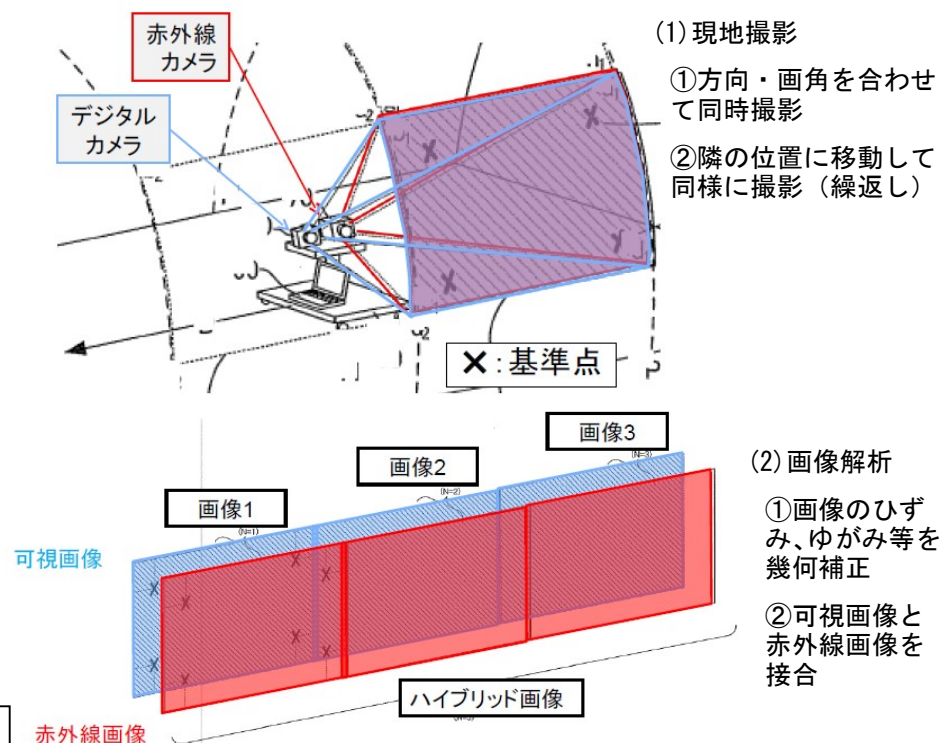 赤外線
カメラ
デジタル
カメラ
(1)現地撮影
①方向・画角を合わせ
て同時撮影
②隣の位置に移動して
同様に撮影（繰返し）
×:基準点
画像1
(N=1)
画像2
(N=2)
画像3
(N=3)
可視画像
赤外線画像
ハイブリッド画像
(2)画像解析
①画像のひず
み、ゆがみ等を
幾何補正
②可視画像と
赤外線画像を
接合